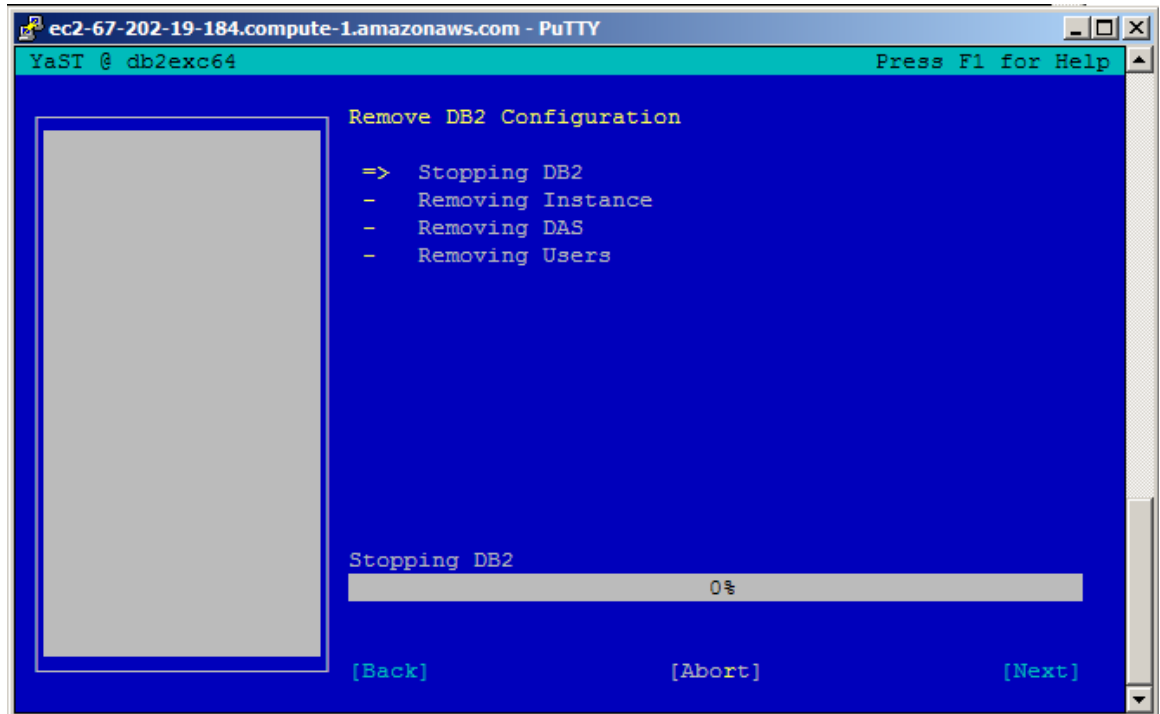 ec2-67-202-19-184.compute-1.amazonaws.com - PuTTY
YaST @ db2exc64 Press F1 for Help
Remove DB2 Configuration
=> Stopping DB2
- Removing Instance
- Removing DAS
- Removing Users
Stopping DB2
0%
[Back] [Abort] [Next]